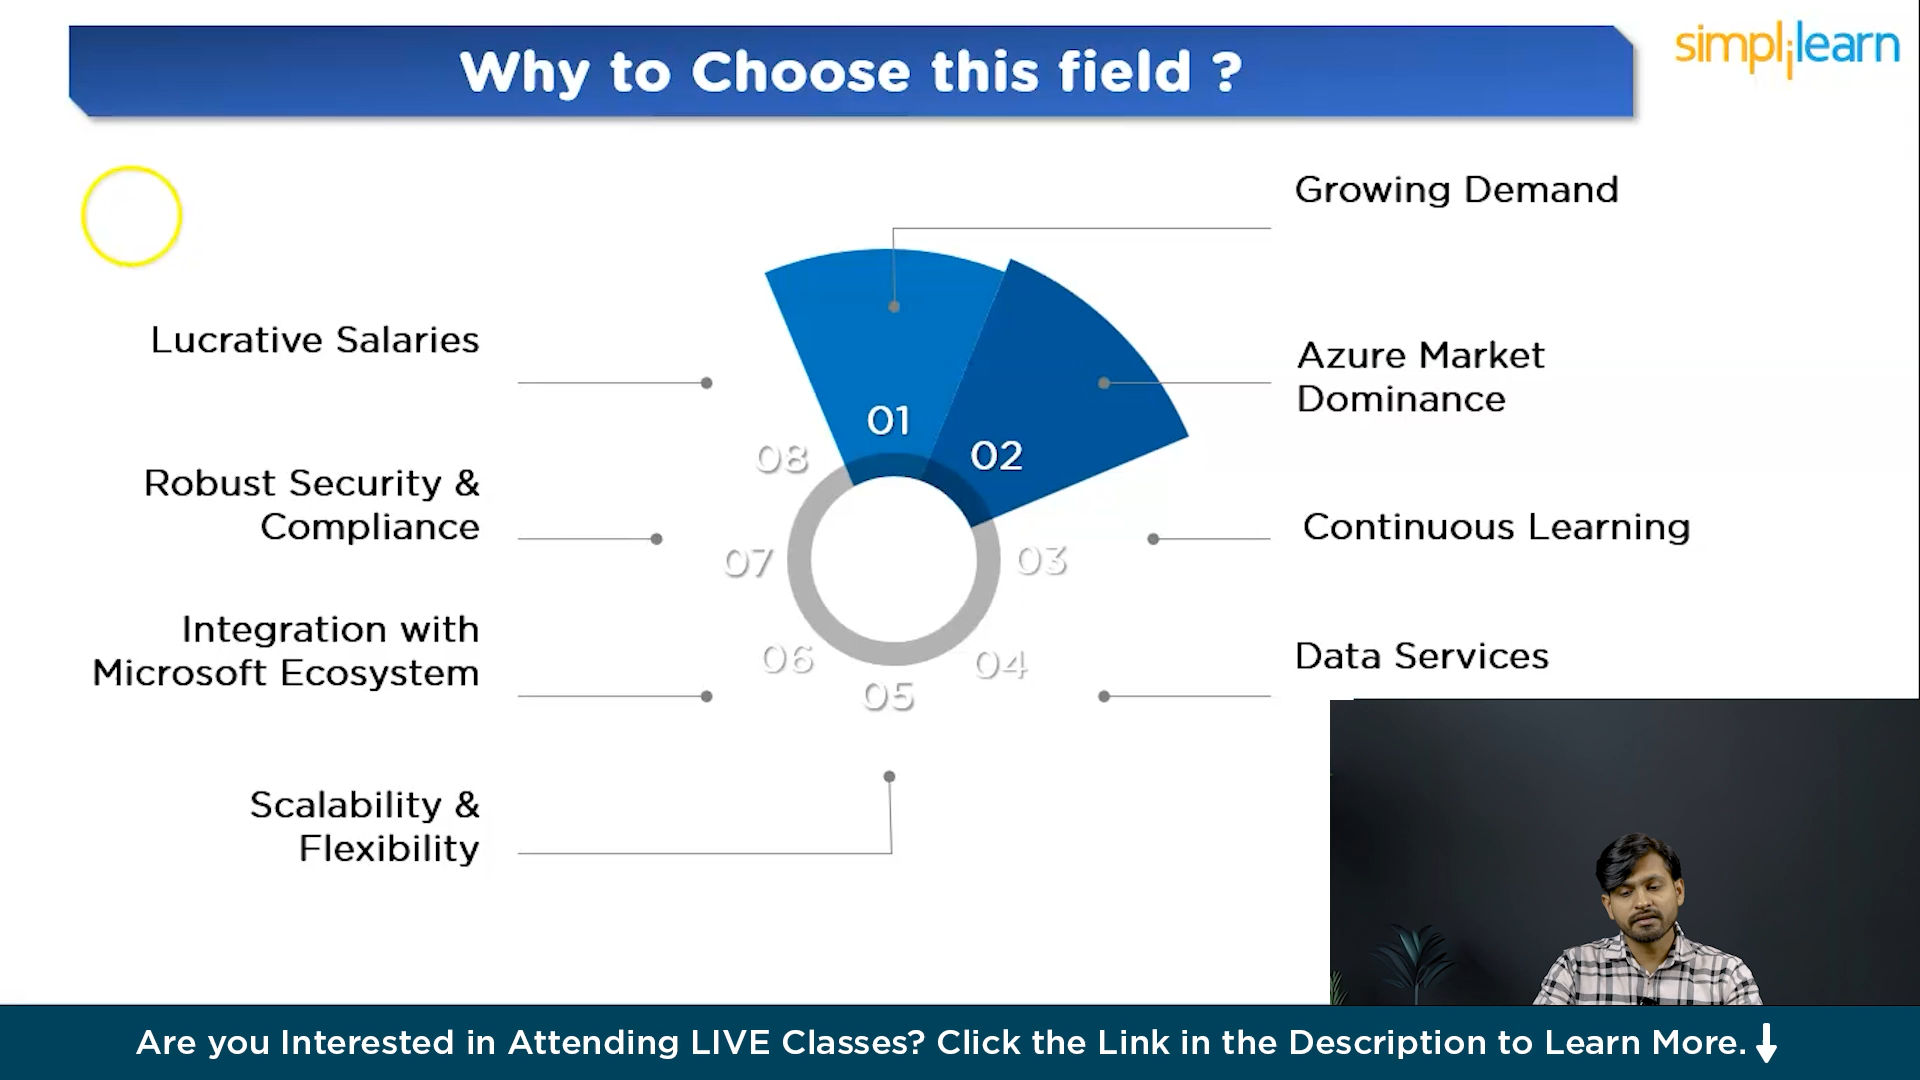 Why to Choose this field ?
simplilearn
Growing Demand
Lucrative Salaries
Azure Market
Dominance
01
02
08
Robust Security &
Compliance
Continuous Learning
07
03
Integration with
Microsoft Ecosystem
06
04
05
Data Services
Scalability &
Flexibility
Are you Interested in Attending LIVE Classes? Click the Link in the Description to Learn More.